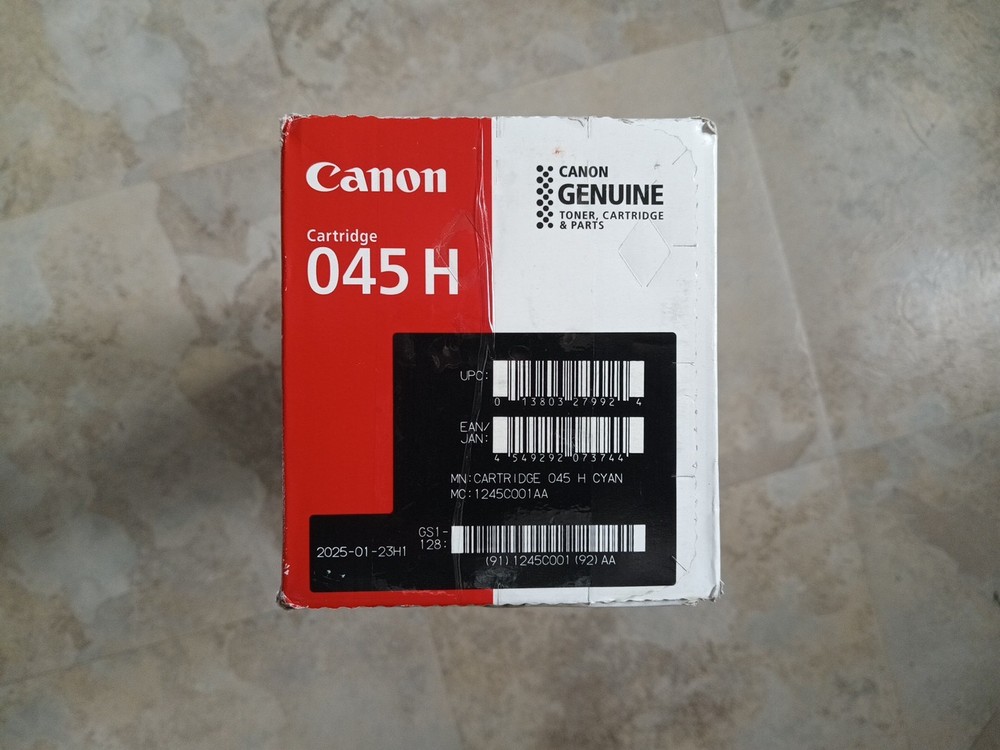 Canon
Cartridge
045 H
CANON
GENUINE
TONER, CARTRIDGE
& PARTS
UPC:
0 13803 27992 4
EAN/
JAN:
4 549292 073744
MN:CARTRIDGE 045 H CYAN
MC:1245C001AA
GS1-
128:
2025-01-23H1
(91)1245C001(92)AA